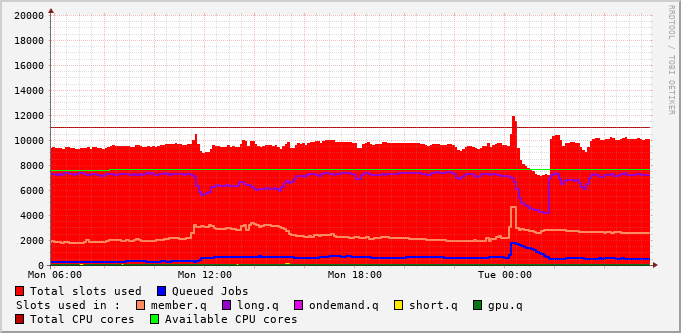 RRDTOOL / TOBI OETIKER
20000
18000
16000
14000
12000
10000
8000
6000
4000
2000
0
Mon 06:00 Mon 12:00 Mon 18:00 Tue 00:00
Total slots used Queued Jobs
Slots used in : member.q long.q ondemand.q short.q gpu.q
Total CPU cores Available CPU cores